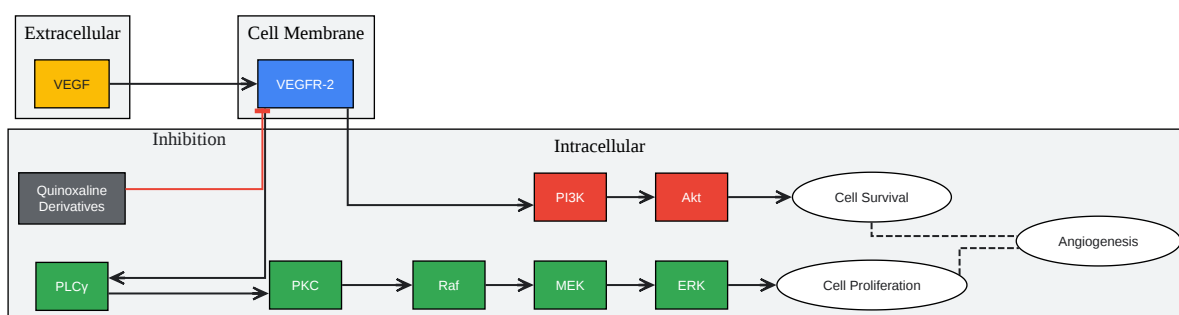 Extracellular
Cell Membrane
VEGF
VEGFR-2
Inhibition
Intracellular
Quinoxaline
Derivatives
PI3K
Akt
Cell Survival
Angiogenesis
PLCγ
PKC
Raf
MEK
ERK
Cell Proliferation